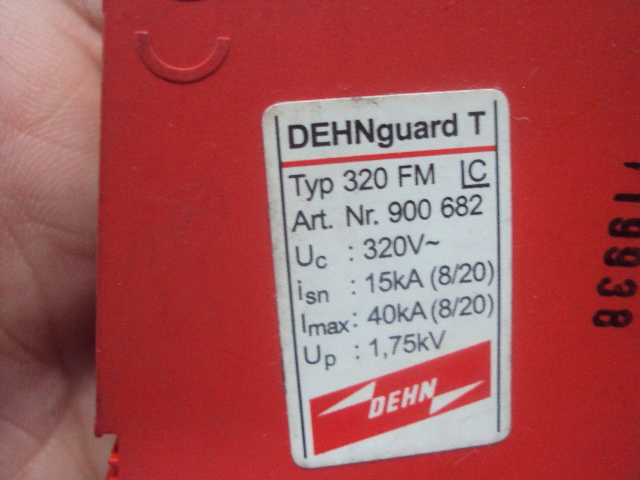 DEHNguard T
Typ 320 FM LC
Art. Nr. 900 682
Uc : 320V~
isn : 15kA (8/20)
Imax: 40kA (8/20)
Up : 1,75kV
DEHN